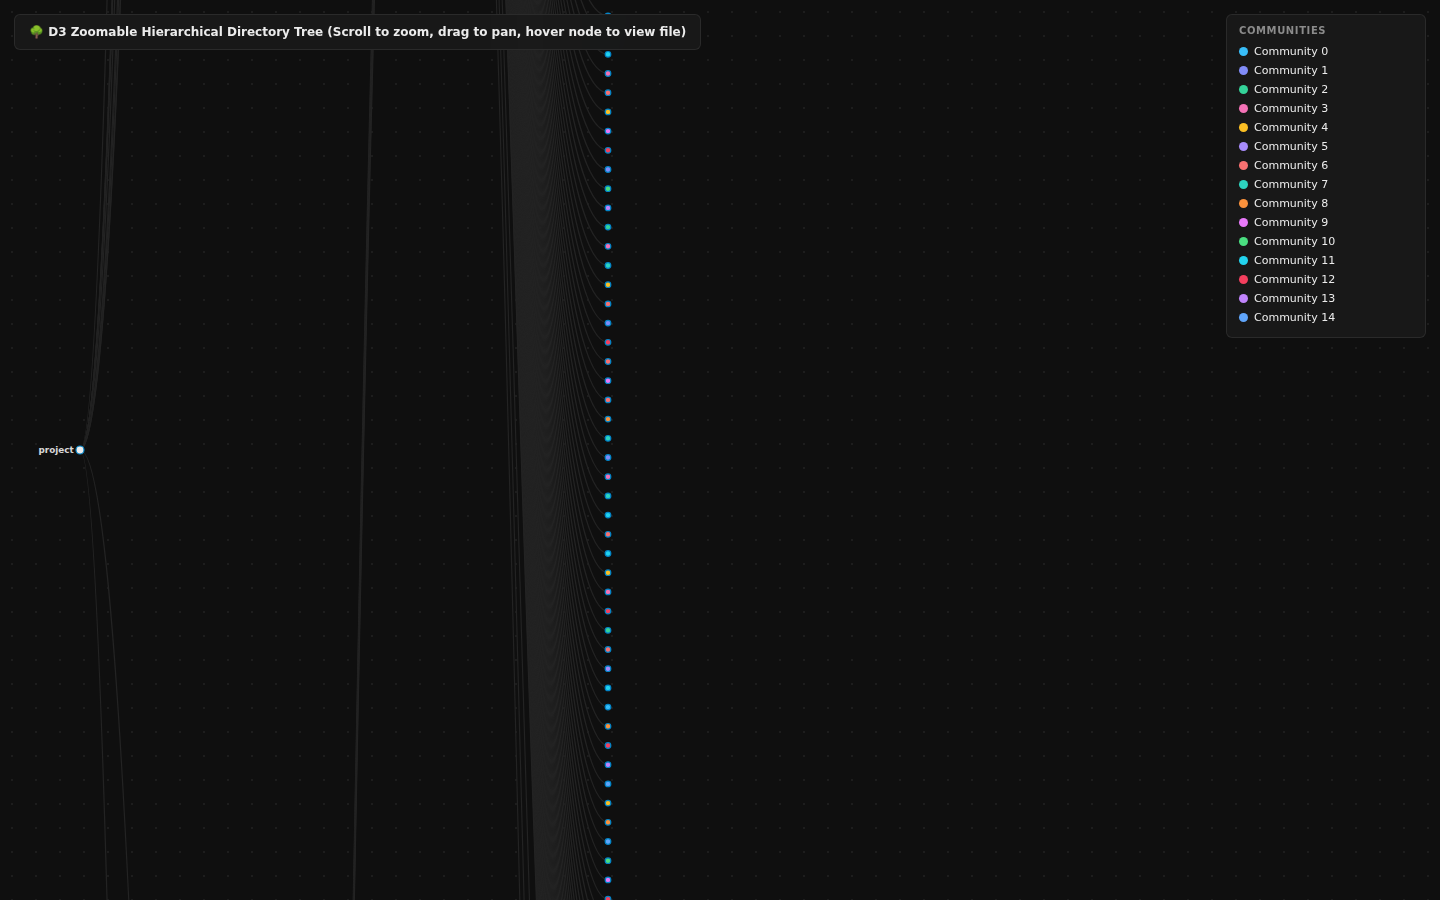 🌳 D3 Zoomable Hierarchical Directory Tree (Scroll to zoom, drag to pan, hover node to view file)
COMMUNITIES
Community 0
Community 1
Community 2
Community 3
Community 4
Community 5
Community 6
Community 7
Community 8
Community 9
Community 10
Community 11
Community 12
Community 13
Community 14
project